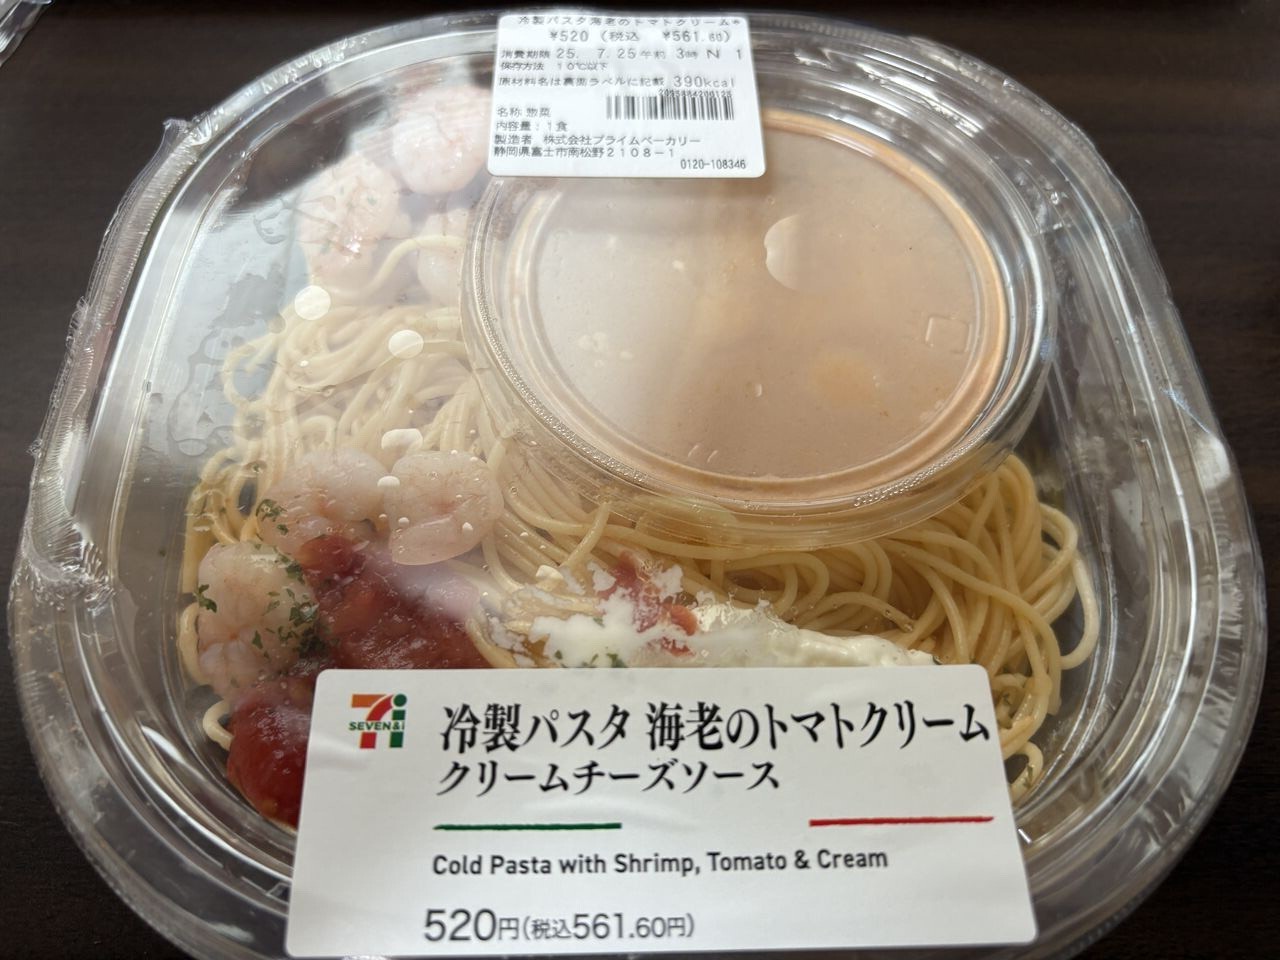 冷製パスタ海老のトマトクリーム*
¥520 (税込 ¥561.60)
消費期限 25. 7.25午前 3時 N 1
保存方法 10℃以下
原材料名は裏面ラベルに記載 390kcal
名称 惣菜
内容量:1食
製造者 株式会社プライムベーカリー
静岡県富士市南松野2108-1
0120-108346
SEVEN&i
冷製パスタ 海老のトマトクリーム
クリームチーズソース
Cold Pasta with Shrimp, Tomato & Cream
520円(税込561.60円)